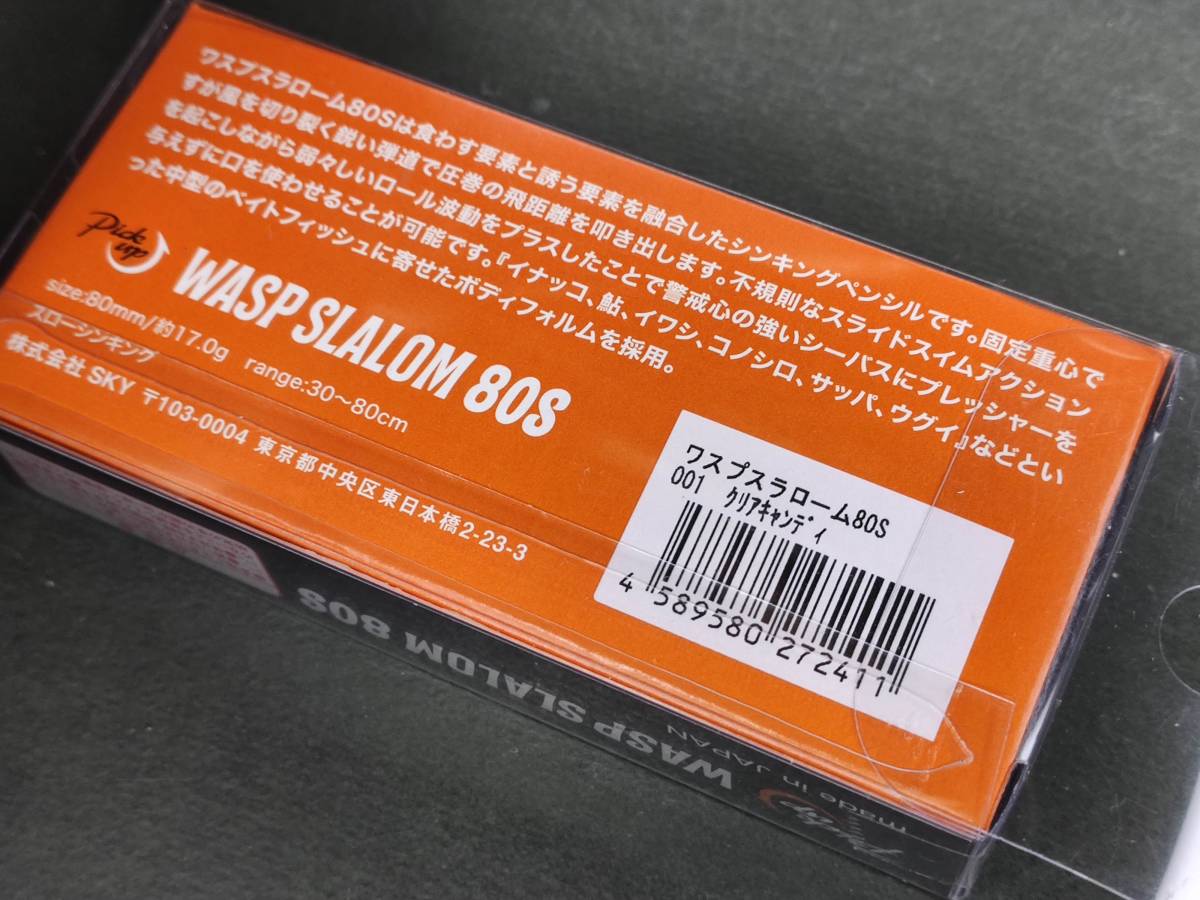 ワスプスラローム80Sは食わす要素と誘う要素を融合したシンキングペンシルです。固定重心で
すが風を切り裂く鋭い弾道で圧巻の飛距離を叩き出します。不規則なスライドスイムアクション
を起こしながら弱々しいロール波動をプラスしたことで警戒心の強いシーバスにプレッシャーを
与えずに口を使わせることが可能です。『イナッコ、鮎、イワシ、コノシロ、サッパ、ウグイ』などとい
った中型のベイトフィッシュに寄せたボディフォルムを採用。
Pick up
WASP SLALOM 80S
size:80mm/約17.0g range:30〜80cm
スローシンキング
株式会社 SKY 〒103-0004 東京都中央区東日本橋2-23-3
ワスプスラローム80S
001 ｸﾘｱｷｬﾝﾃﾞｨ
4 589580 272411
WASP SLALOM 80S
made in JAPAN
Pick up